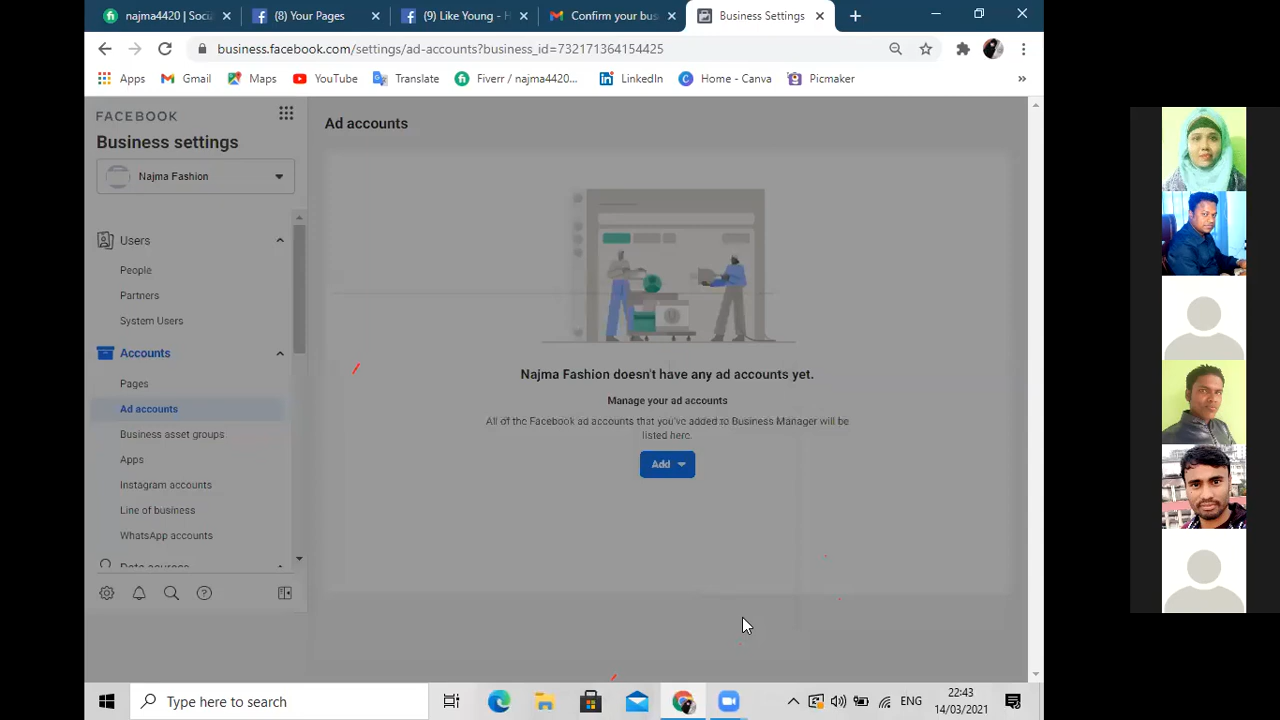 najma4420 | Soci
(8) Your Pages
(9) Like Young - H
Confirm your bus
Business Settings
business.facebook.com/settings/ad-accounts?business_id=732171364154425
Apps
Gmail
Maps
YouTube
Translate
Fiverr / najma4420...
LinkedIn
Home - Canva
Picmaker
»
FACEBOOK
Business settings
Najma Fashion
Users
People
Partners
System Users
Accounts
Pages
Ad accounts
Business asset groups
Apps
Instagram accounts
Line of business
WhatsApp accounts
Data sources
Ad accounts
Najma Fashion doesn't have any ad accounts yet.
Manage your ad accounts
All of the Facebook ad accounts that you've added to Business Manager will be
listed here.
Add
Type here to search
ENG
22:43
14/03/2021